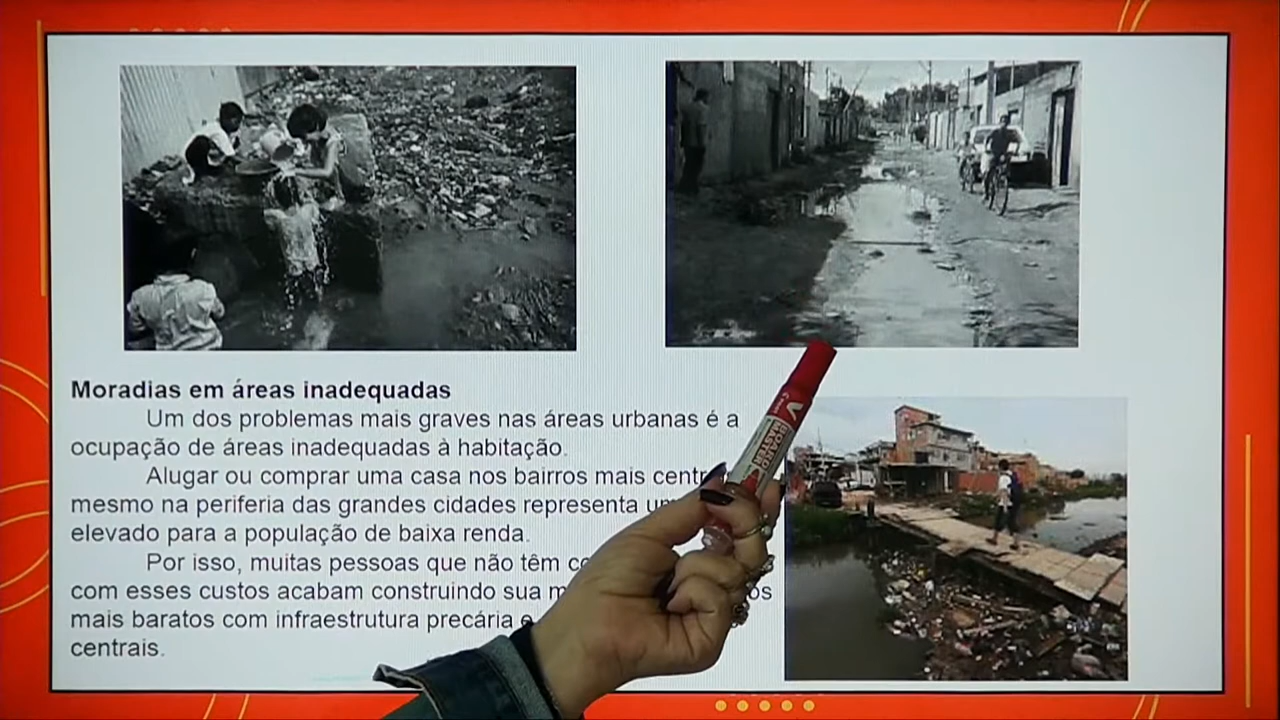 Moradias em áreas inadequadas
Um dos problemas mais graves nas áreas urbanas é a
ocupação de áreas inadequadas à habitação.
Alugar ou comprar uma casa nos bairros mais
mesmo na periferia das grandes cidades representa
elevado para a população de baixa renda.
Por isso, muitas pessoas que não têm
com esses custos acabam construindo sua
mais baratos com infraestrutura precária
centrais.
BOARD
MASTER